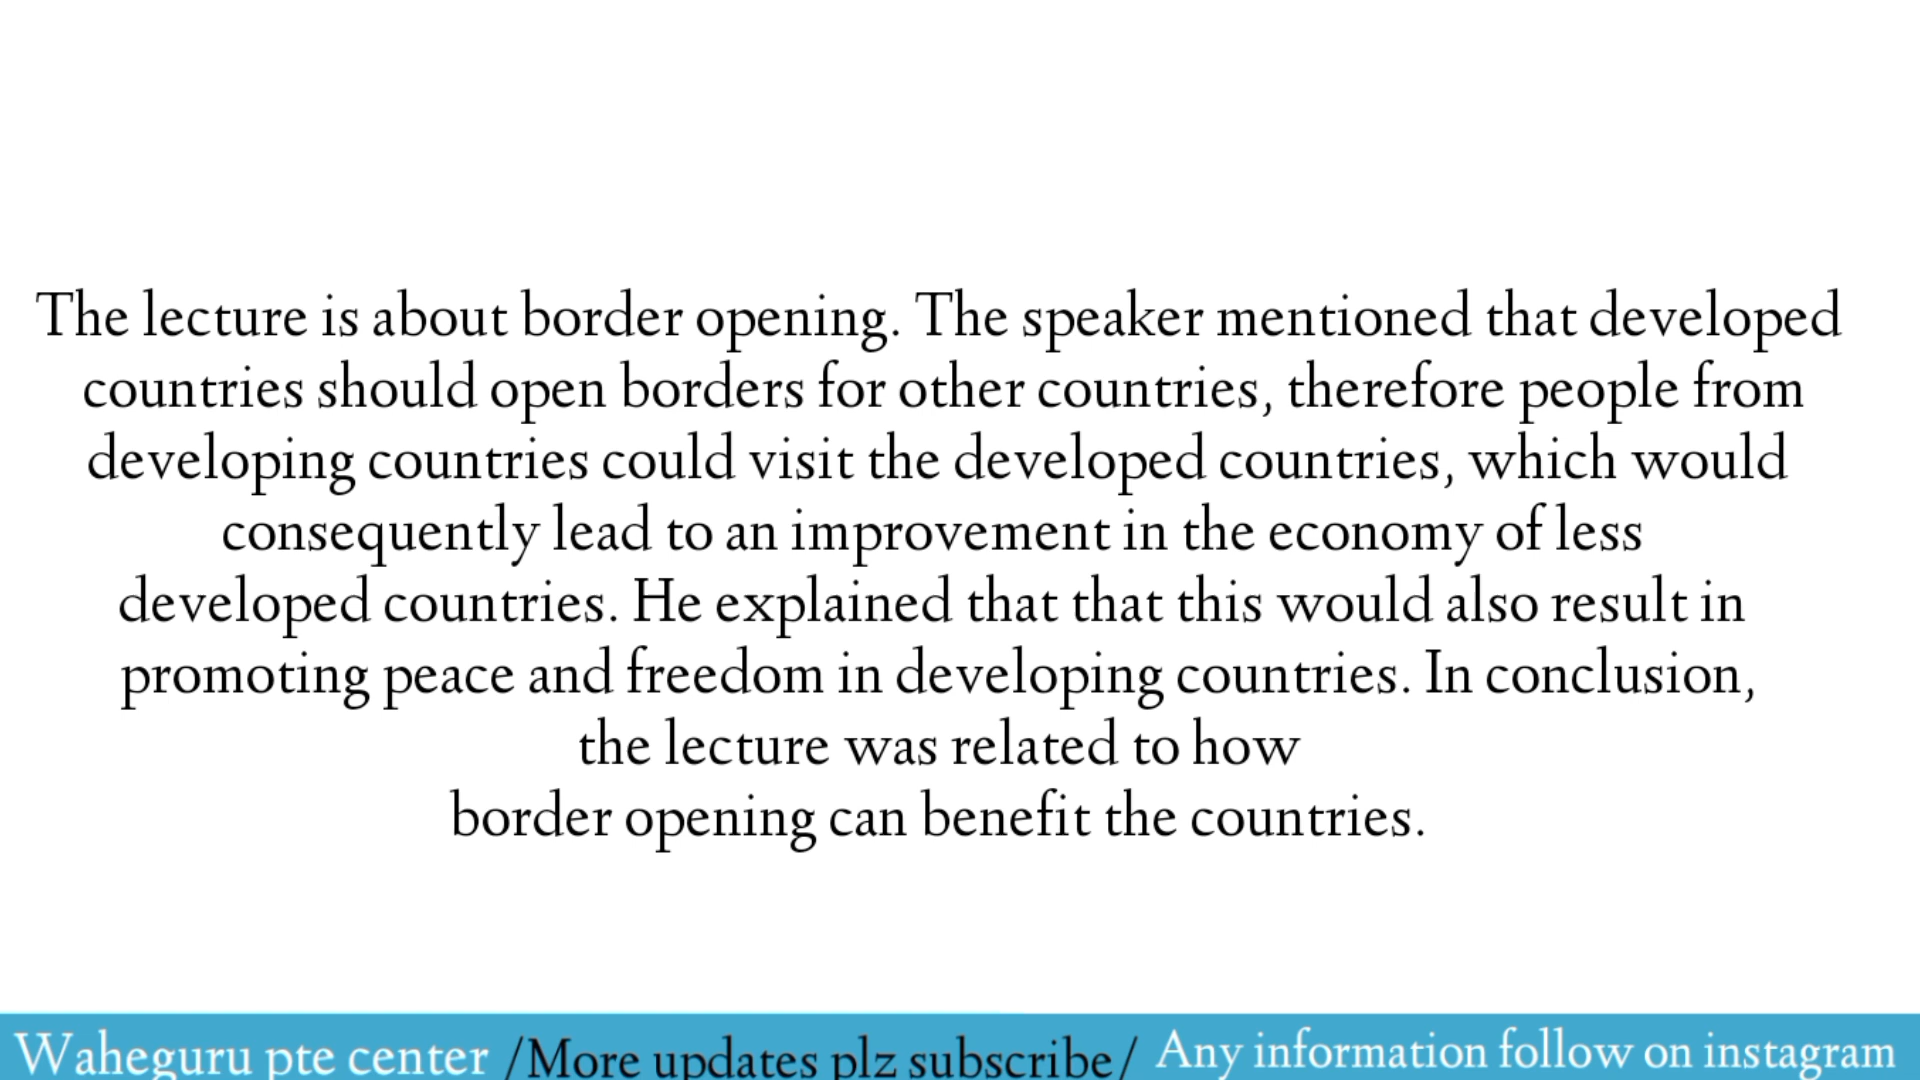 The lecture is about border opening. The speaker mentioned that developed
countries should open borders for other countries, therefore people from
developing countries could visit the developed countries, which would
consequently lead to an improvement in the economy of less
developed countries. He explained that that this would also result in
promoting peace and freedom in developing countries. In conclusion,
the lecture was related to how
border opening can benefit the countries.
Waheguru pte center /More updates plz subscribe/ Any information follow on instagram